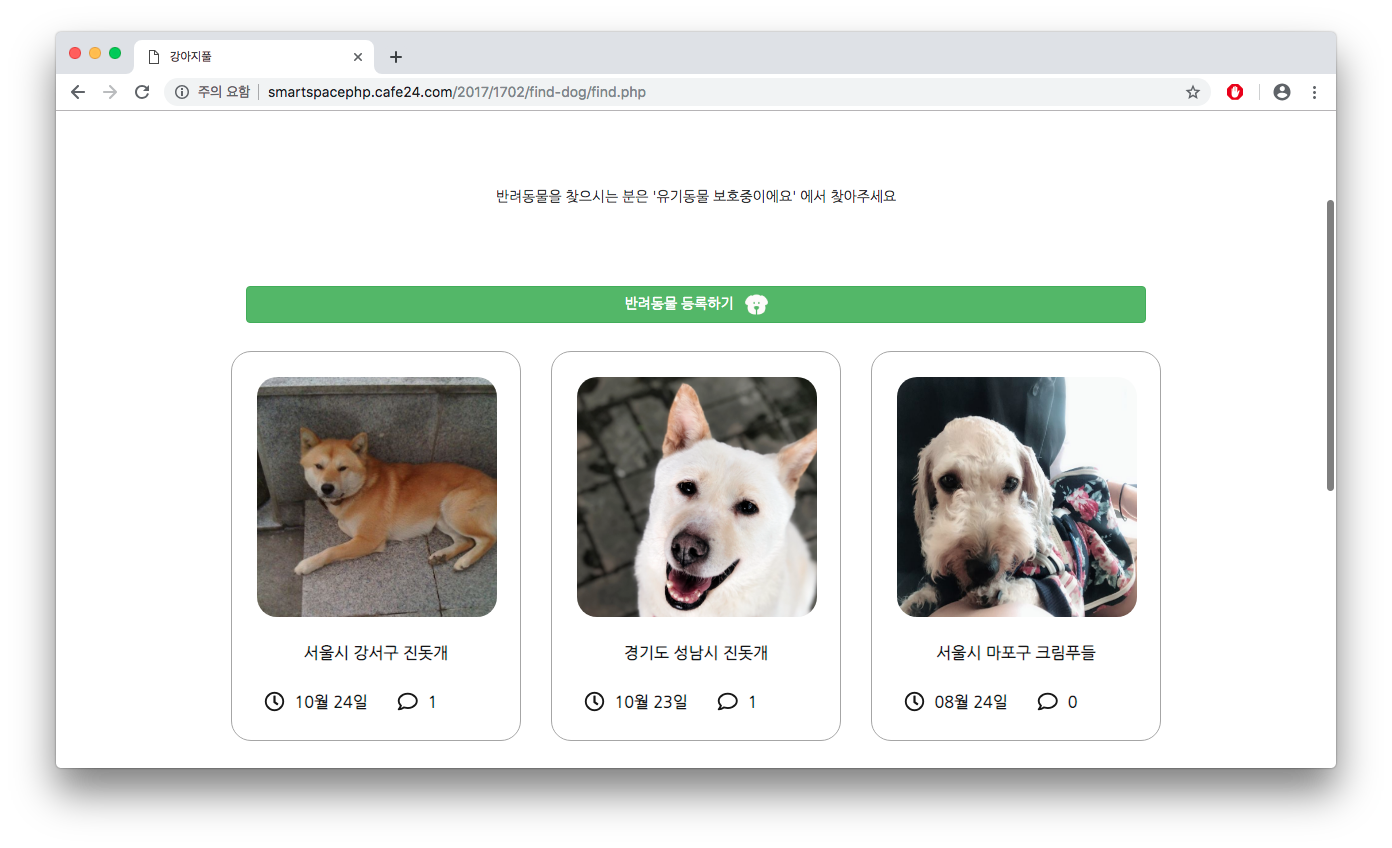 강아지풀
주의 요함 smartspacephp.cafe24.com/2017/1702/find-dog/find.php
반려동물을 찾으시는 분은 '유기동물 보호중이에요' 에서 찾아주세요
반려동물 등록하기
서울시 강서구 진돗개
10월 24일 1
경기도 성남시 진돗개
10월 23일 1
서울시 마포구 크림푸들
08월 24일 0